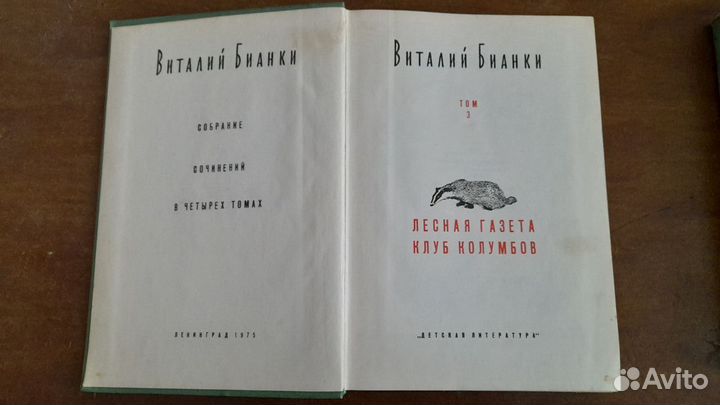 Виталий Бианки
СОБРАНИЕ
СОЧИНЕНИЙ
В ЧЕТЫРЕХ ТОМАХ
ЛЕНИНГРАД 1975
Виталий Бианки
ТОМ
3
ЛЕСНАЯ ГАЗЕТА
КЛУБ КОЛУМБОВ
„ДЕТСКАЯ ЛИТЕРАТУРА"
Avito